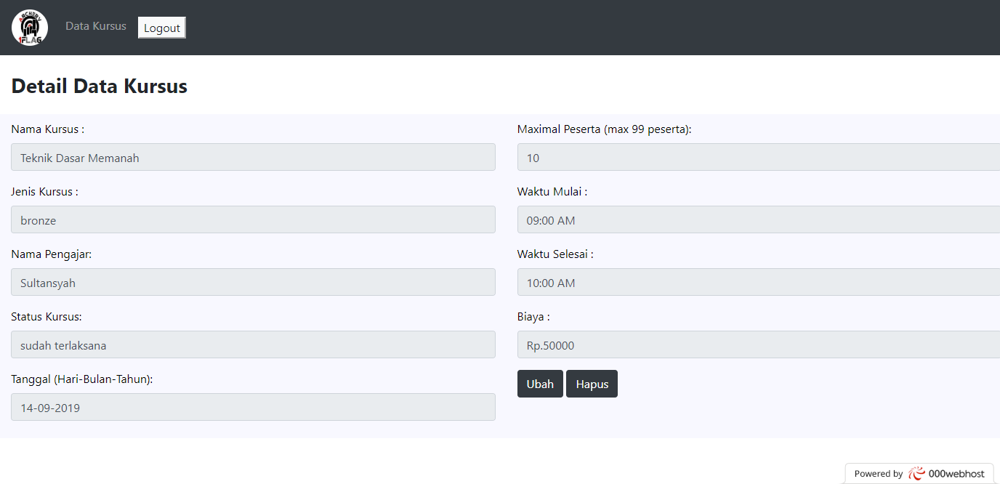 ARCHERY
1FLAG
Data Kursus
Logout
Detail Data Kursus
Nama Kursus :
Teknik Dasar Memanah
Jenis Kursus :
bronze
Nama Pengajar:
Sultansyah
Status Kursus:
sudah terlaksana
Tanggal (Hari-Bulan-Tahun):
14-09-2019
Maximal Peserta (max 99 peserta):
10
Waktu Mulai :
09:00 AM
Waktu Selesai :
10:00 AM
Biaya :
Rp.50000
Ubah
Hapus
Powered by 000webhost